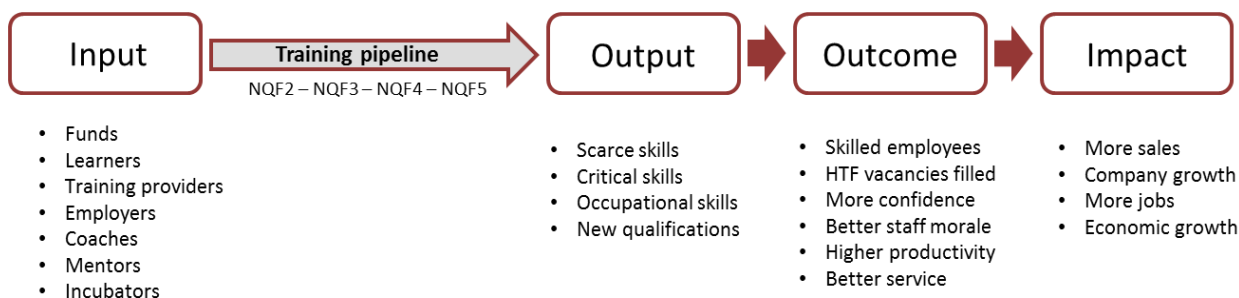 Input
Training pipeline
NQF2 – NQF3 – NQF4 – NQF5
Output
Outcome
Impact
• Funds
• Learners
• Training providers
• Employers
• Coaches
• Mentors
• Incubators
• Scarce skills
• Critical skills
• Occupational skills
• New qualifications
• Skilled employees
• HTF vacancies filled
• More confidence
• Better staff morale
• Higher productivity
• Better service
• More sales
• Company growth
• More jobs
• Economic growth